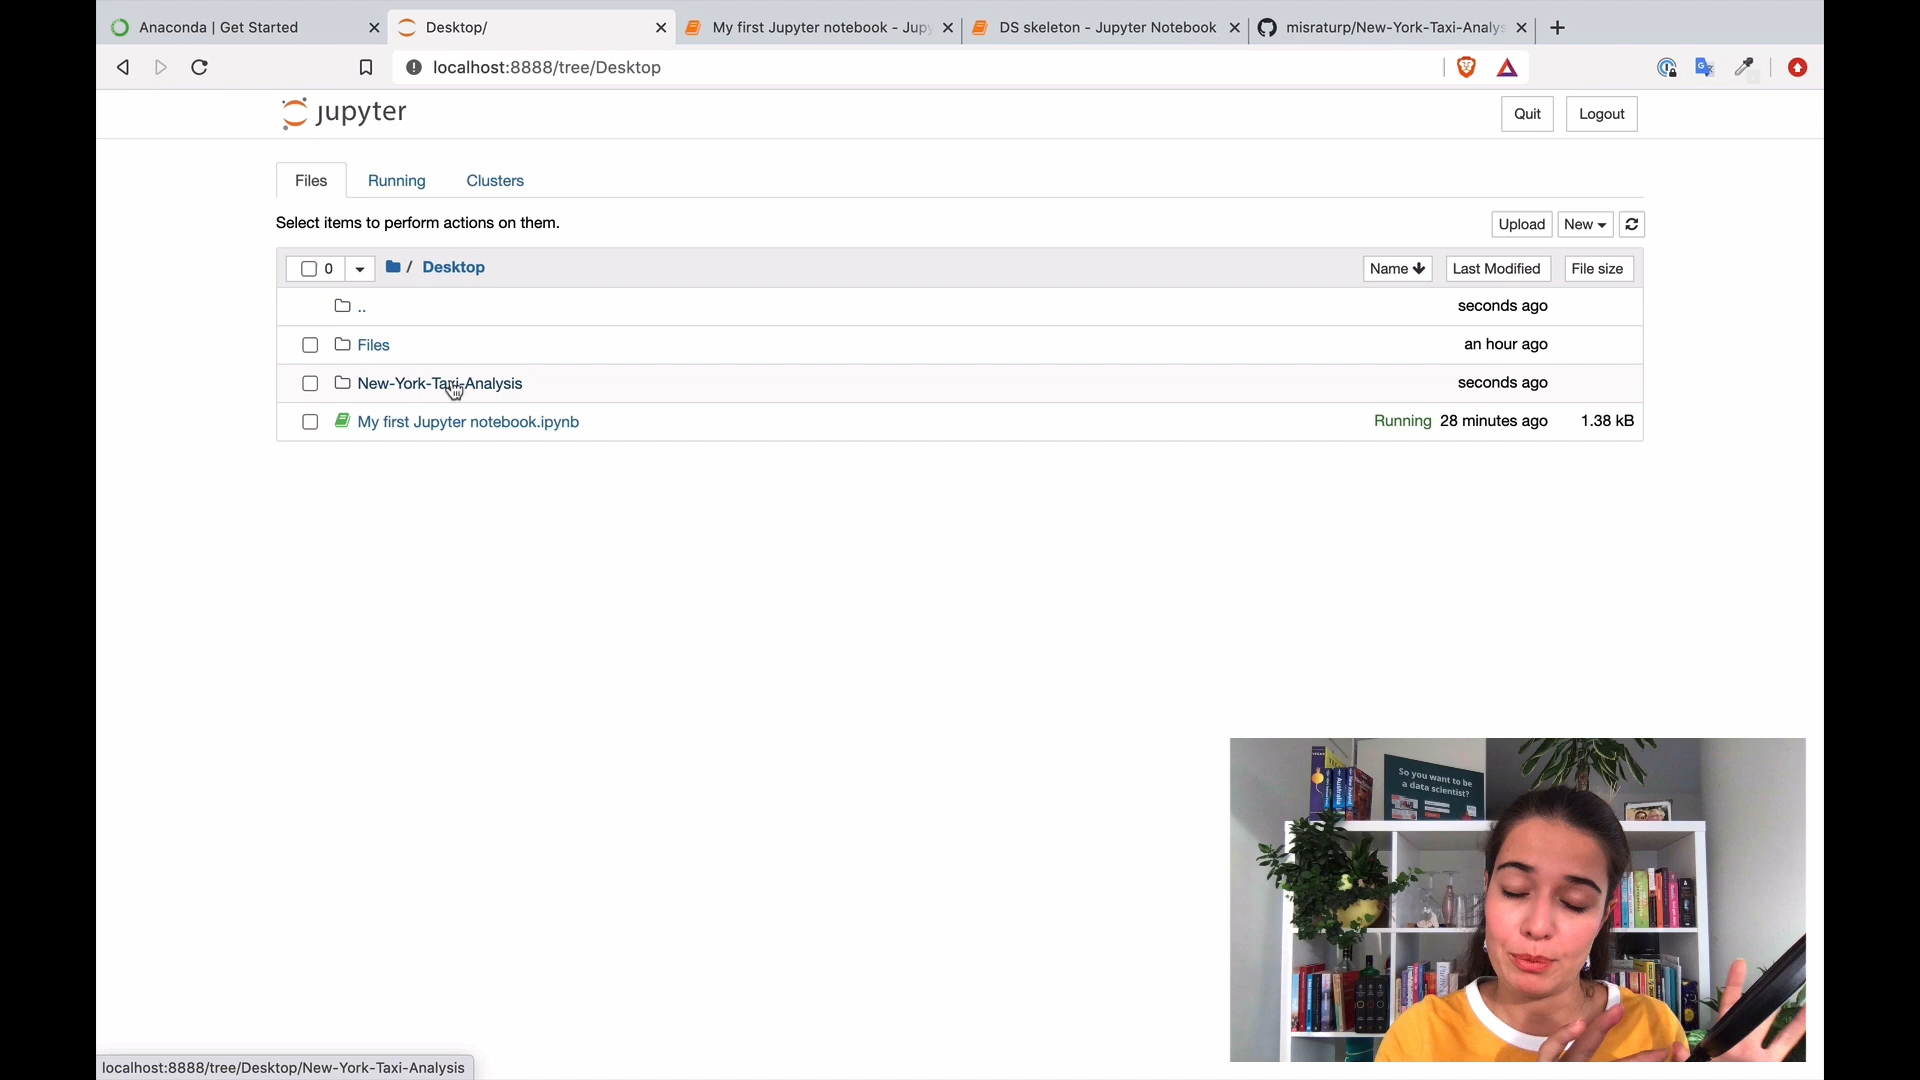 Anaconda | Get Started
Desktop/
My first Jupyter notebook - Jupy
DS skeleton - Jupyter Notebook
misraturp/New-York-Taxi-Analys
localhost:8888/tree/Desktop
jupyter
Quit
Logout
Files
Running
Clusters
Select items to perform actions on them.
Upload
New
0
/
Desktop
Name
Last Modified
File size
..
seconds ago
Files
an hour ago
New-York-Taxi-Analysis
seconds ago
My first Jupyter notebook.ipynb
Running 28 minutes ago 1.38 kB
So you want to be
a data scientist?
Australia
localhost:8888/tree/Desktop/New-York-Taxi-Analysis